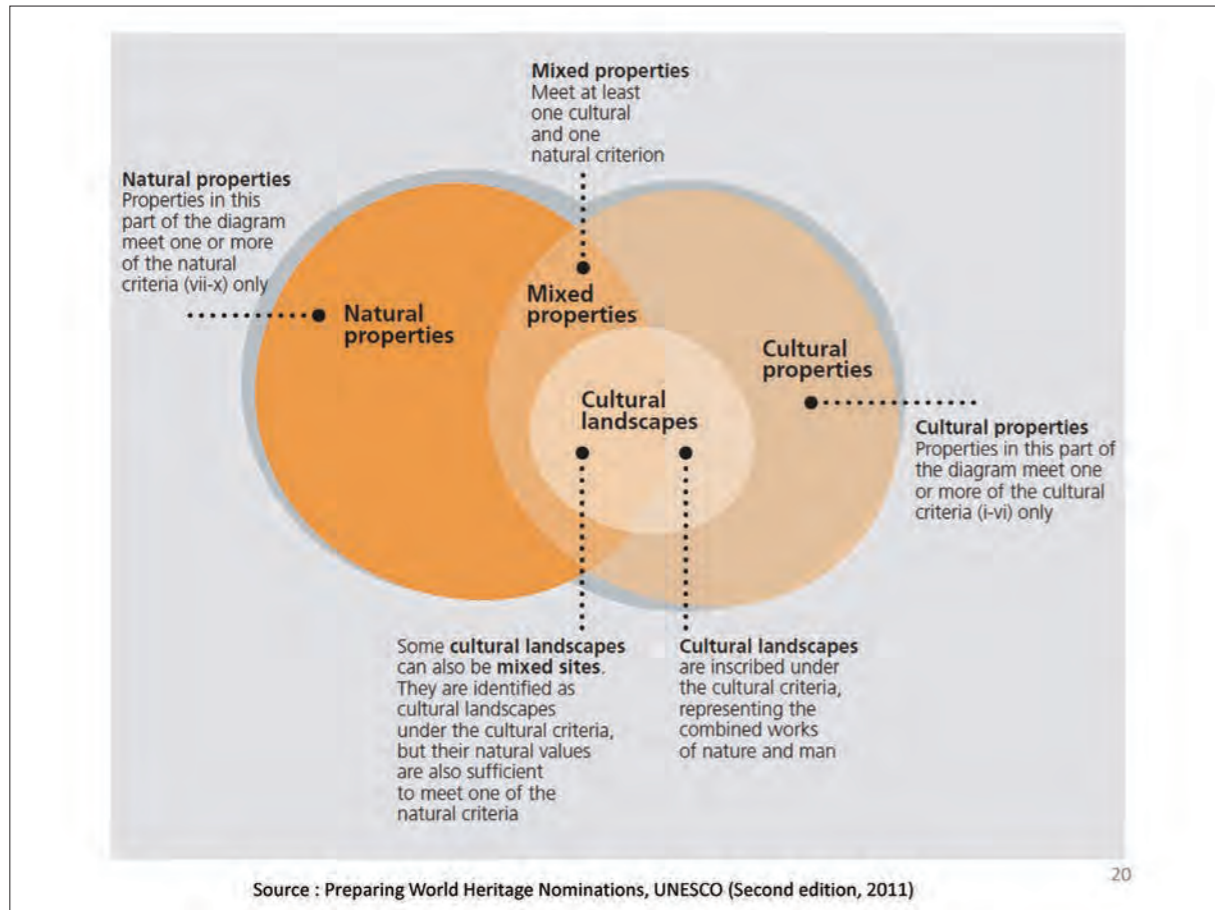 Mixed properties
Meet at least
one cultural
and one
natural criterion
Natural properties
Properties in this
part of the diagram
meet one or more
of the natural
criteria (vii-x) only
Natural
properties
Mixed
properties
Cultural
properties
Cultural
landscapes
Cultural properties
Properties in this part of
the diagram meet one
or more of the cultural
criteria (i-vi) only
Some cultural landscapes
can also be mixed sites.
They are identified as
cultural landscapes
under the cultural criteria,
but their natural values
are also sufficient
to meet one of the
natural criteria
Cultural landscapes
are inscribed under
the cultural criteria,
representing the
combined works
of nature and man
20
Source : Preparing World Heritage Nominations, UNESCO (Second edition, 2011)